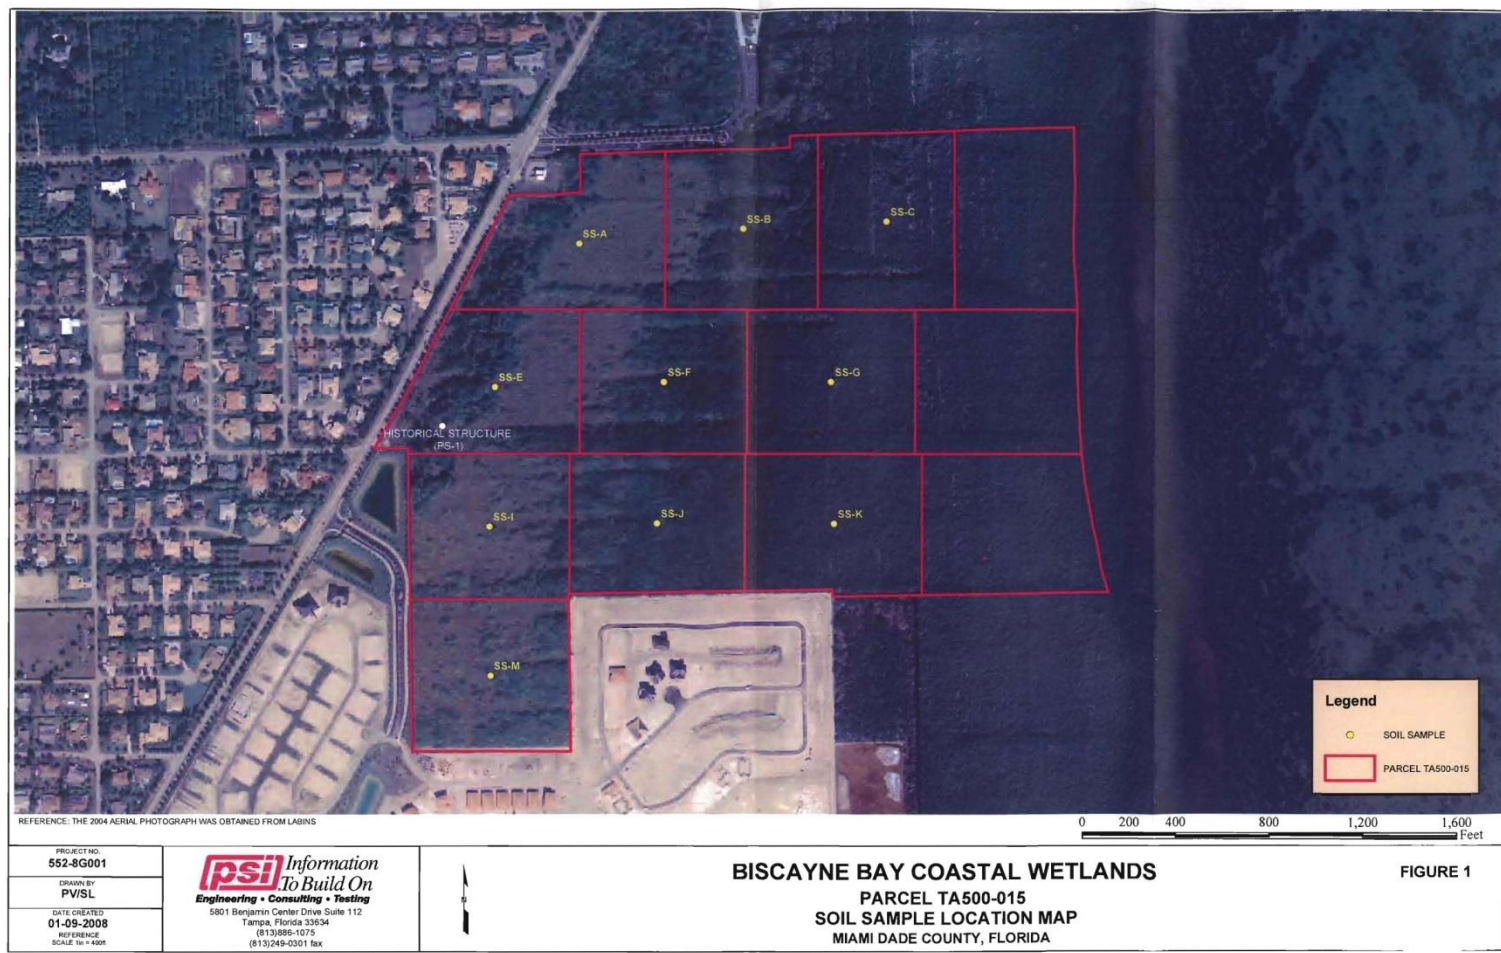 SS-A
SS-B
SS-C
SS-E
SS-F
SS-G
HISTORICAL STRUCTURE
(PS-1)
SS-I
SS-J
SS-K
SS-M
Legend
SOIL SAMPLE
PARCEL TA500-015
REFERENCE: THE 2004 AERIAL PHOTOGRAPH WAS OBTAINED FROM LABINS
0 200 400 800 1,200 1,600
Feet
PROJECT NO.
552-8G001
DRAWN BY
PV/SL
DATE CREATED
01-09-2008
REFERENCE
SCALE 1in = 400ft
psi Information
To Build On
Engineering • Consulting • Testing
5801 Benjamin Center Drive Suite 112
Tampa, Florida 33634
(813)886-1075
(813)249-0301 fax
N
BISCAYNE BAY COASTAL WETLANDS
PARCEL TA500-015
SOIL SAMPLE LOCATION MAP
MIAMI DADE COUNTY, FLORIDA
FIGURE 1